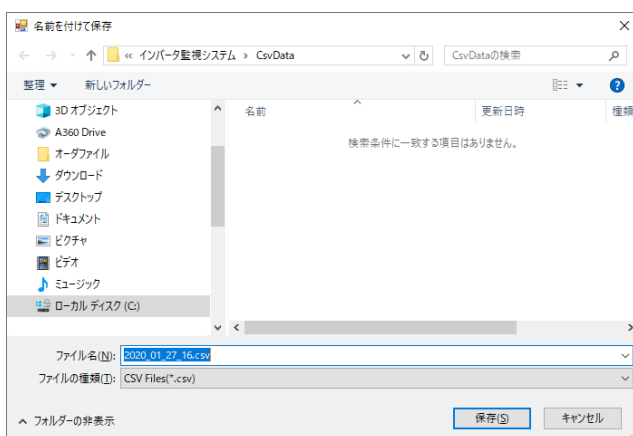 名前を付けて保存
« インバータ監視システム › CsvData
CsvDataの検索
整理 新しいフォルダー
3D オブジェクト
A360 Drive
オーダファイル
ダウンロード
デスクトップ
ドキュメント
ピクチャ
ビデオ
ミュージック
ローカル ディスク (C:)
名前 更新日時 種類
検索条件に一致する項目はありません。
ファイル名(N): 2020_01_27_16.csv
ファイルの種類(T): CSV Files(*.csv)
フォルダーの非表示 保存(S) キャンセル